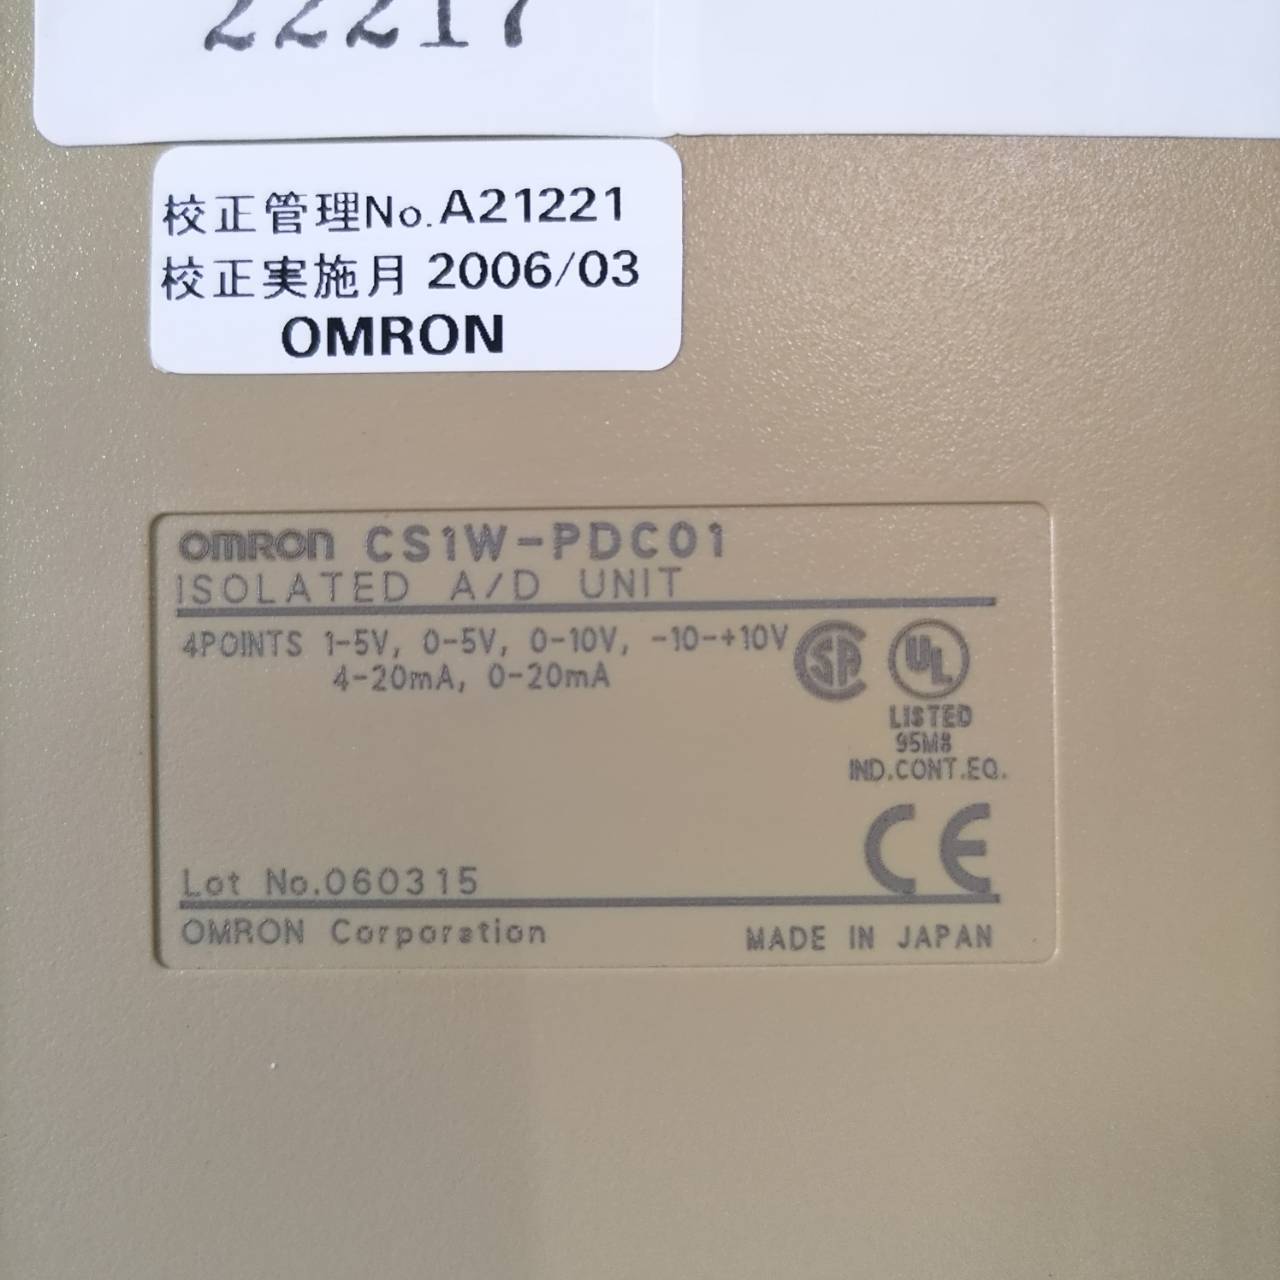 22217
校正管理No.A21221
校正実施月 2006/03
OMRON
OMRON CS1W-PDC01
ISOLATED A/D UNIT
4POINTS 1-5V, 0-5V, 0-10V, -10-+10V
4-20mA, 0-20mA
SA
UL
LISTED
95M8
IND.CONT.EQ.
CE
Lot No.060315
OMRON Corporation
MADE IN JAPAN